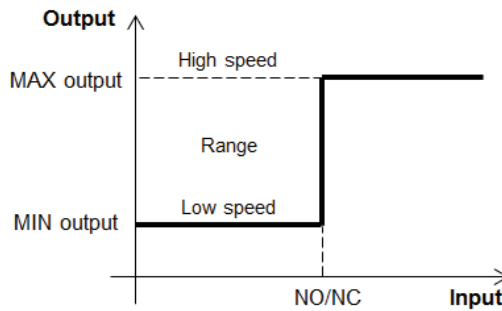 Output
High speed
MAX output
Range
Low speed
MIN output
NO/NC
Input